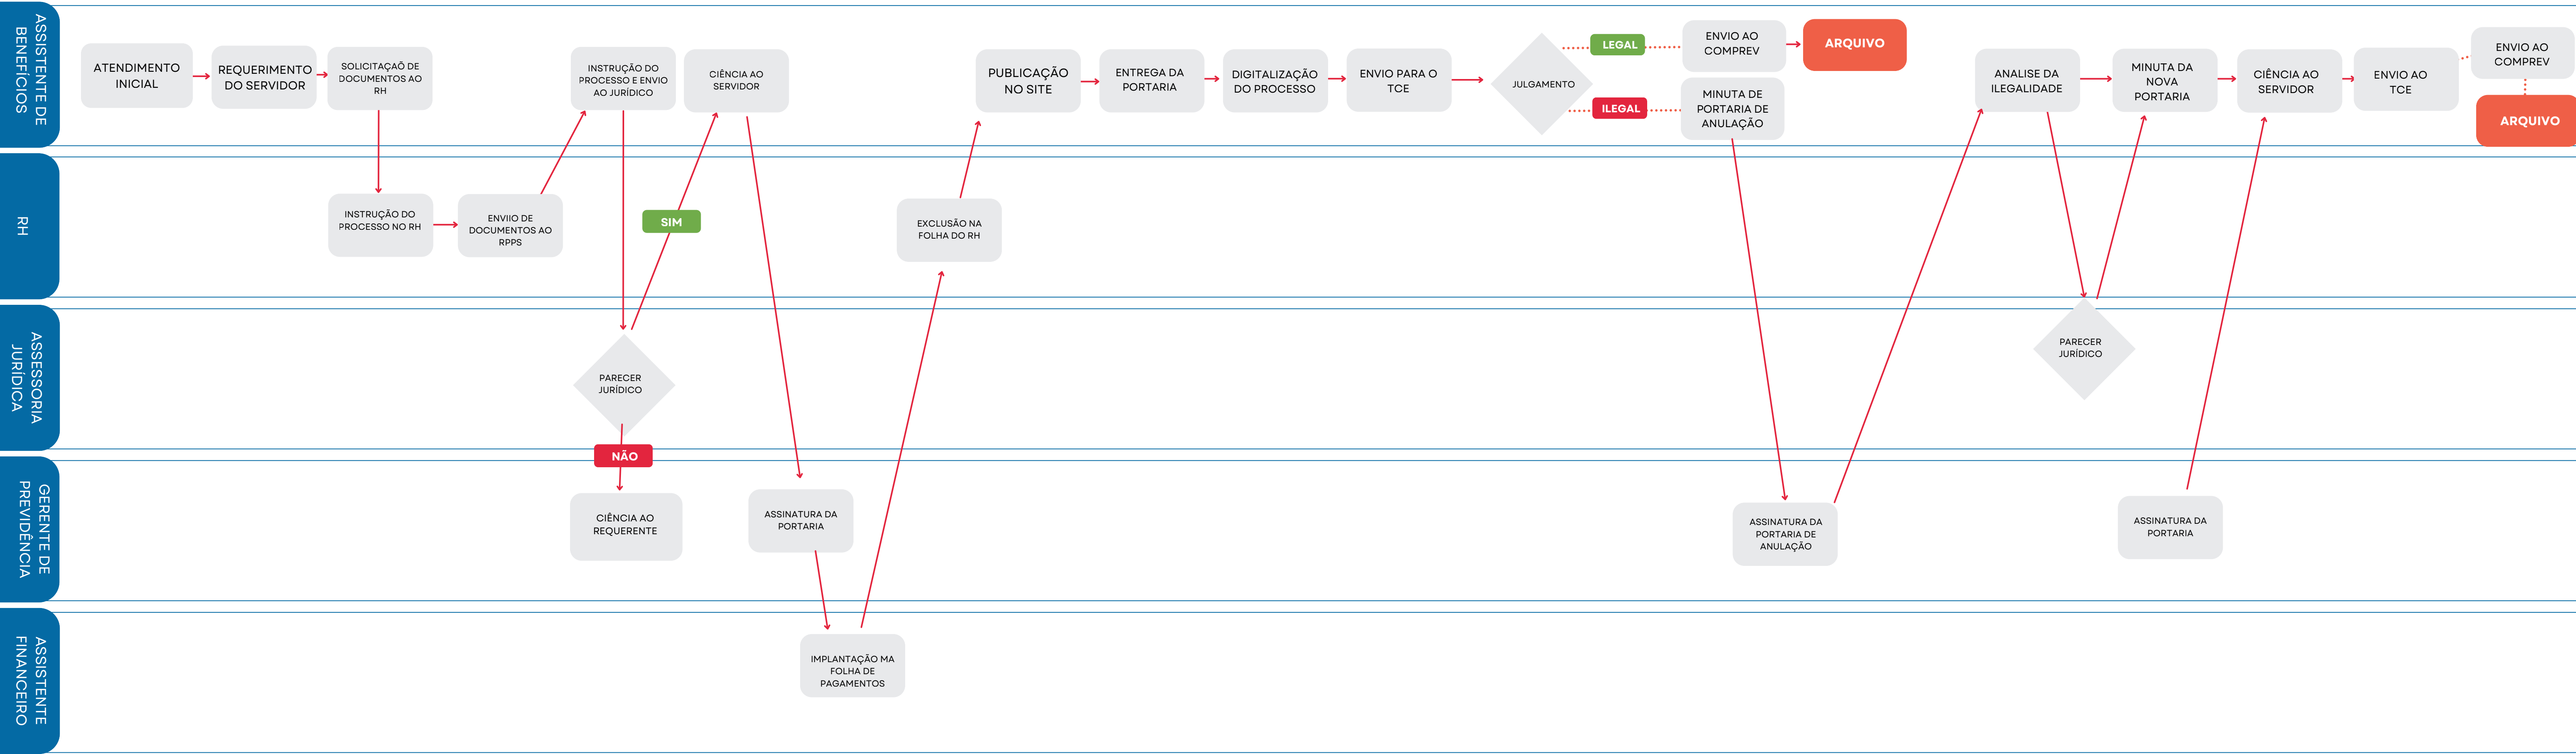 ASSISTENTE DE
BENEFÍCIOS
ATENDIMENTO
INICIAL
REQUERIMENTO
DO SERVIDOR
SOLICITAÇAÕ DE
DOCUMENTOS AO
RH
INSTRUÇÃO DO
PROCESSO E ENVIO
AO JURÍDICO
CIÊNCIA AO
SERVIDOR
PUBLICAÇÃO
NO SITE
ENTREGA DA
PORTARIA
DIGITALIZAÇÃO
DO PROCESSO
ENVIO PARA O
TCE
JULGAMENTO
LEGAL
ILEGAL
ENVIO AO
COMPREV
ARQUIVO
MINUTA DE
PORTARIA DE
ANULAÇÃO
ANALISE DA
ILEGALIDADE
MINUTA DA
NOVA
PORTARIA
CIÊNCIA AO
SERVIDOR
ENVIO AO
TCE
ENVIO AO
COMPREV
ARQUIVO
RH
INSTRUÇÃO DO
PROCESSO NO RH
ENVIIO DE
DOCUMENTOS AO
RPPS
SIM
EXCLUSÃO NA
FOLHA DO RH
ASSESSORIA
JURÍDICA
PARECER
JURÍDICO
PARECER
JURÍDICO
NÃO
GERENTE DE
PREVIDÊNCIA
CIÊNCIA AO
REQUERENTE
ASSINATURA DA
PORTARIA
ASSINATURA DA
PORTARIA DE
ANULAÇÃO
ASSINATURA DA
PORTARIA
ASSISTENTE
FINANCEIRO
IMPLANTAÇÃO MA
FOLHA DE
PAGAMENTOS